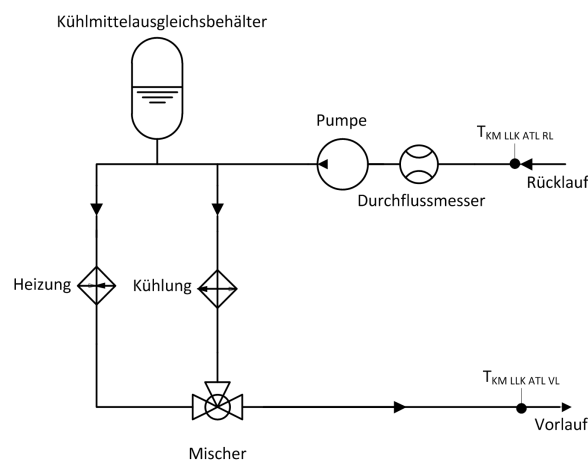 Kühlmittelausgleichsbehälter
Pumpe
T KM LLK ATL RL
Rücklauf
Durchflussmesser
Heizung
Kühlung
T KM LLK ATL VL
Vorlauf
Mischer